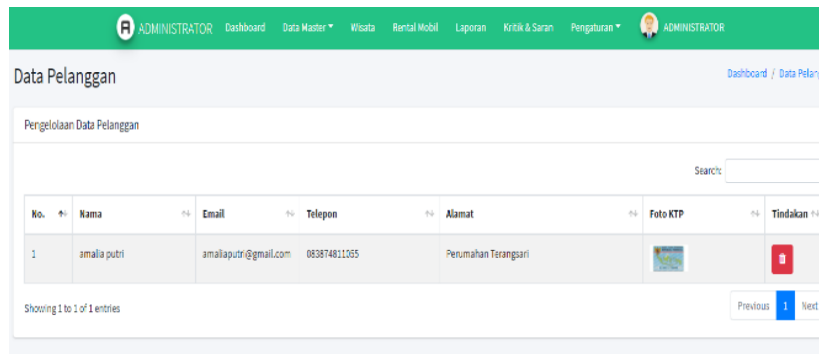 ADMINISTRATOR Dashboard Data Master Wisata Rental Mobil Laporan Kritik & Saran Pengaturan ADMINISTRATOR
Data Pelanggan
Dashboard / Data Pelang
Pengelolaan Data Pelanggan
Search:
No. Nama Email Telepon Alamat Foto KTP Tindakan
1 amalia putri amaliaputri@gmail.com 083874811055 Perumahan Terangsari
Showing 1 to 1 of 1 entries
Previous 1 Next